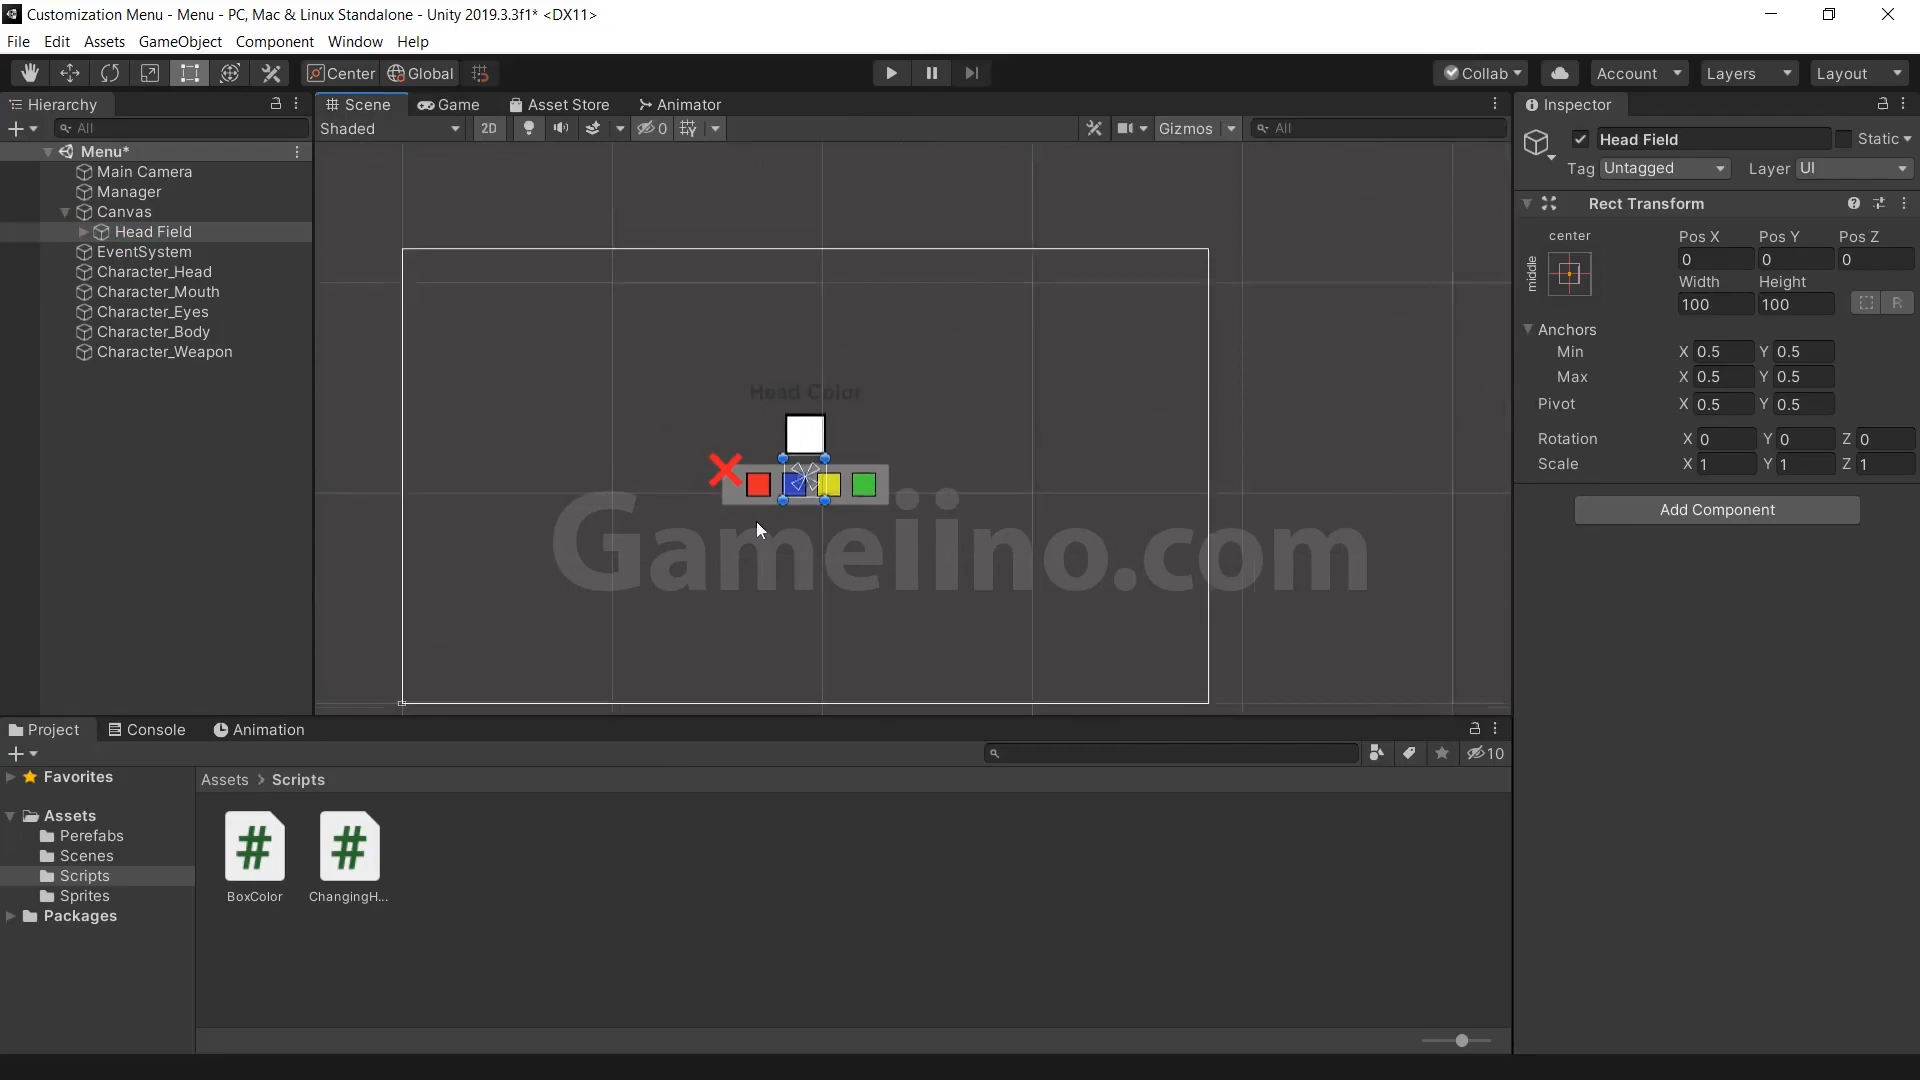 Customization Menu - Menu - PC, Mac & Linux Standalone - Unity 2019.3.3f1* <DX11>
File Edit Assets GameObject Component Window Help
Center Global Collab Account Layers Layout
Hierarchy
All
Menu*
Main Camera
Manager
Canvas
Head Field
EventSystem
Character_Head
Character_Mouth
Character_Eyes
Character_Body
Character_Weapon
Scene Game Asset Store Animator
Shaded 2D 0 Gizmos All
Head Color
Gameiino.com
Inspector
Head Field Static
Tag Untagged Layer UI
Rect Transform
center
middle
Pos X Pos Y Pos Z
0 0 0
Width Height
100 100 R
Anchors
Min X 0.5 Y 0.5
Max X 0.5 Y 0.5
Pivot X 0.5 Y 0.5
Rotation X 0 Y 0 Z 0
Scale X 1 Y 1 Z 1
Add Component
Project Console Animation
10
Favorites
Assets
Perefabs
Scenes
Scripts
Sprites
Packages
Assets > Scripts
BoxColor ChangingH...